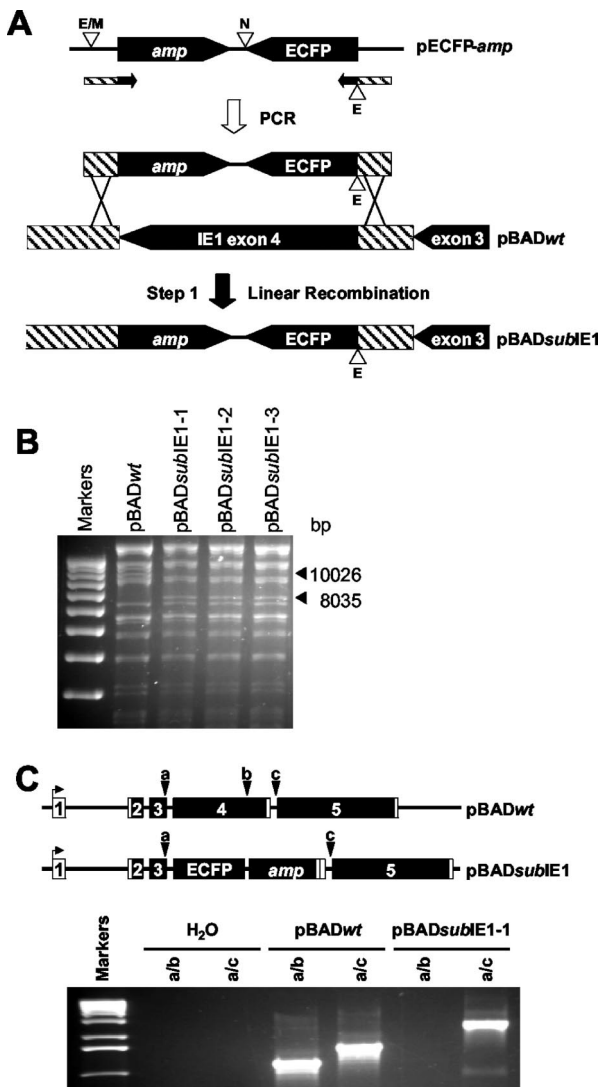 A
E/M
N
amp
ECFP
pECFP-amp
E
PCR
amp
ECFP
E
IE1 exon 4
exon 3
pBADwt
Step 1
Linear Recombination
amp
ECFP
exon 3
pBADsubIE1
E
B
Markers
pBADwt
pBADsubIE1-1
pBADsubIE1-2
pBADsubIE1-3
bp
10026
8035
C
a
b
c
1
2
3
4
5
pBADwt
a
c
1
2
3
ECFP
amp
5
pBADsubIE1
Markers
H2O
pBADwt
pBADsubIE1-1
a/b
a/c
a/b
a/c
a/b
a/c